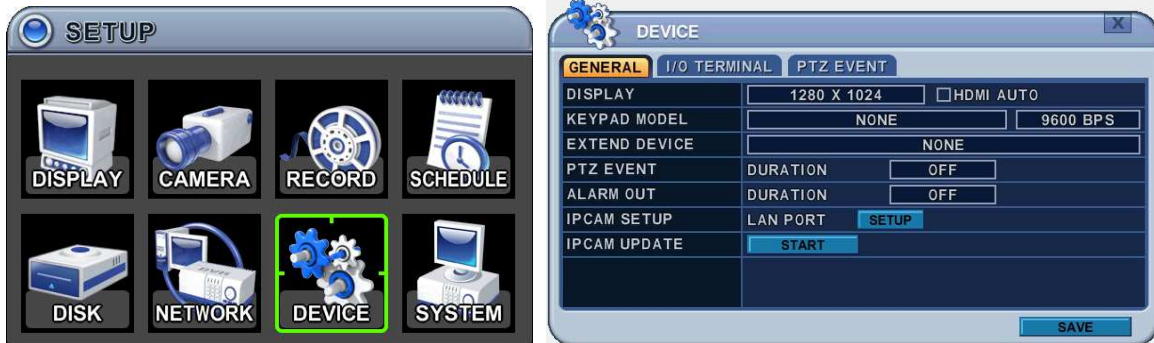 SETUP
DISPLAY CAMERA RECORD SCHEDULE
DISK NETWORK DEVICE SYSTEM
DEVICE X
GENERAL I/O TERMINAL PTZ EVENT
DISPLAY 1280 X 1024 HDMI AUTO
KEYPAD MODEL NONE 9600 BPS
EXTEND DEVICE NONE
PTZ EVENT DURATION OFF
ALARM OUT DURATION OFF
IPCAM SETUP LAN PORT SETUP
IPCAM UPDATE START
SAVE